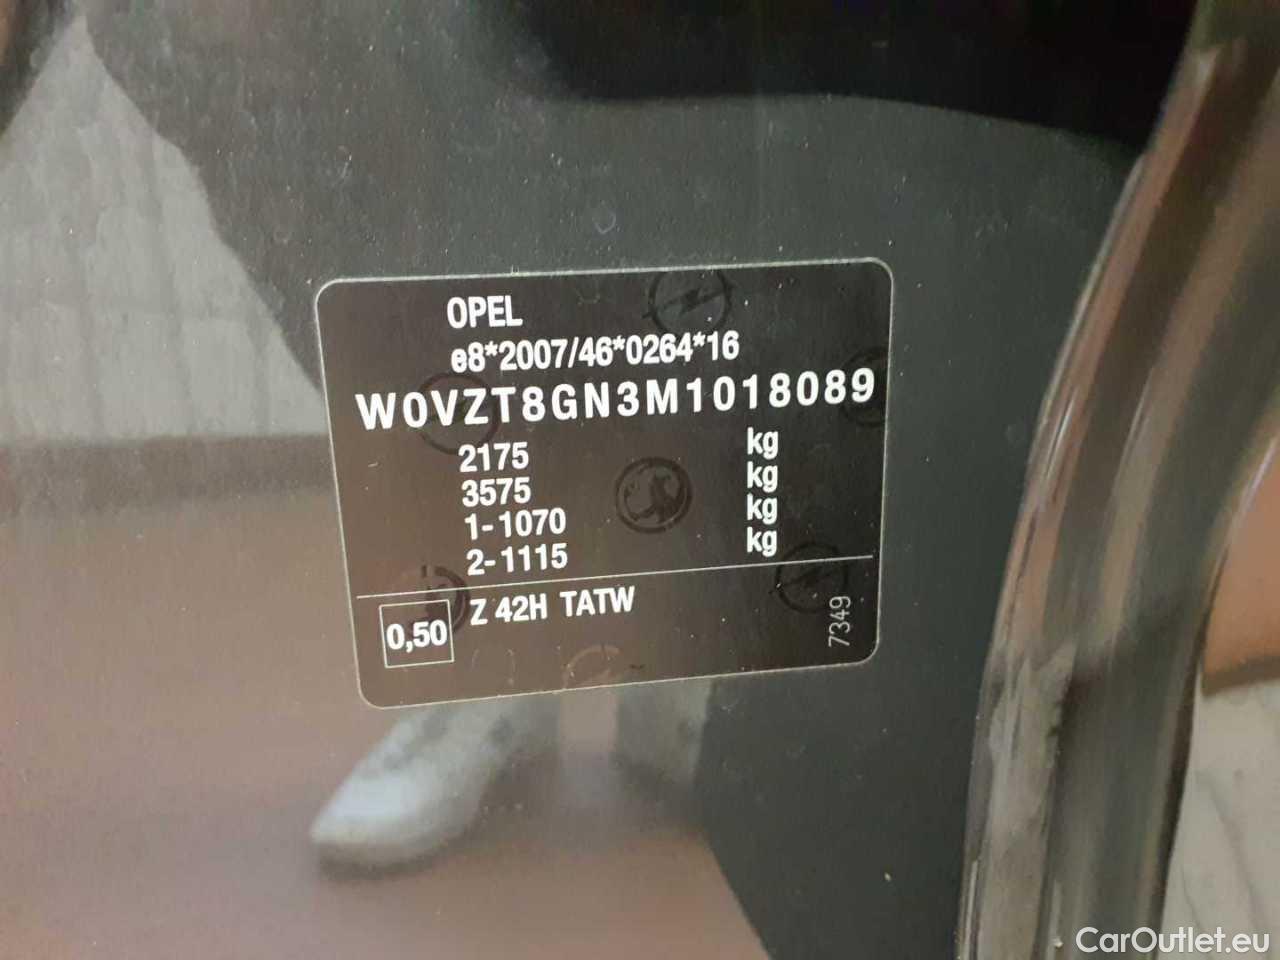 OPEL
e8*2007/46*0264*16
W0VZT8GN3M1018089
2175 kg
3575 kg
1-1070 kg
2-1115 kg
0,50 Z 42H TATW
7349
CarOutlet.eu